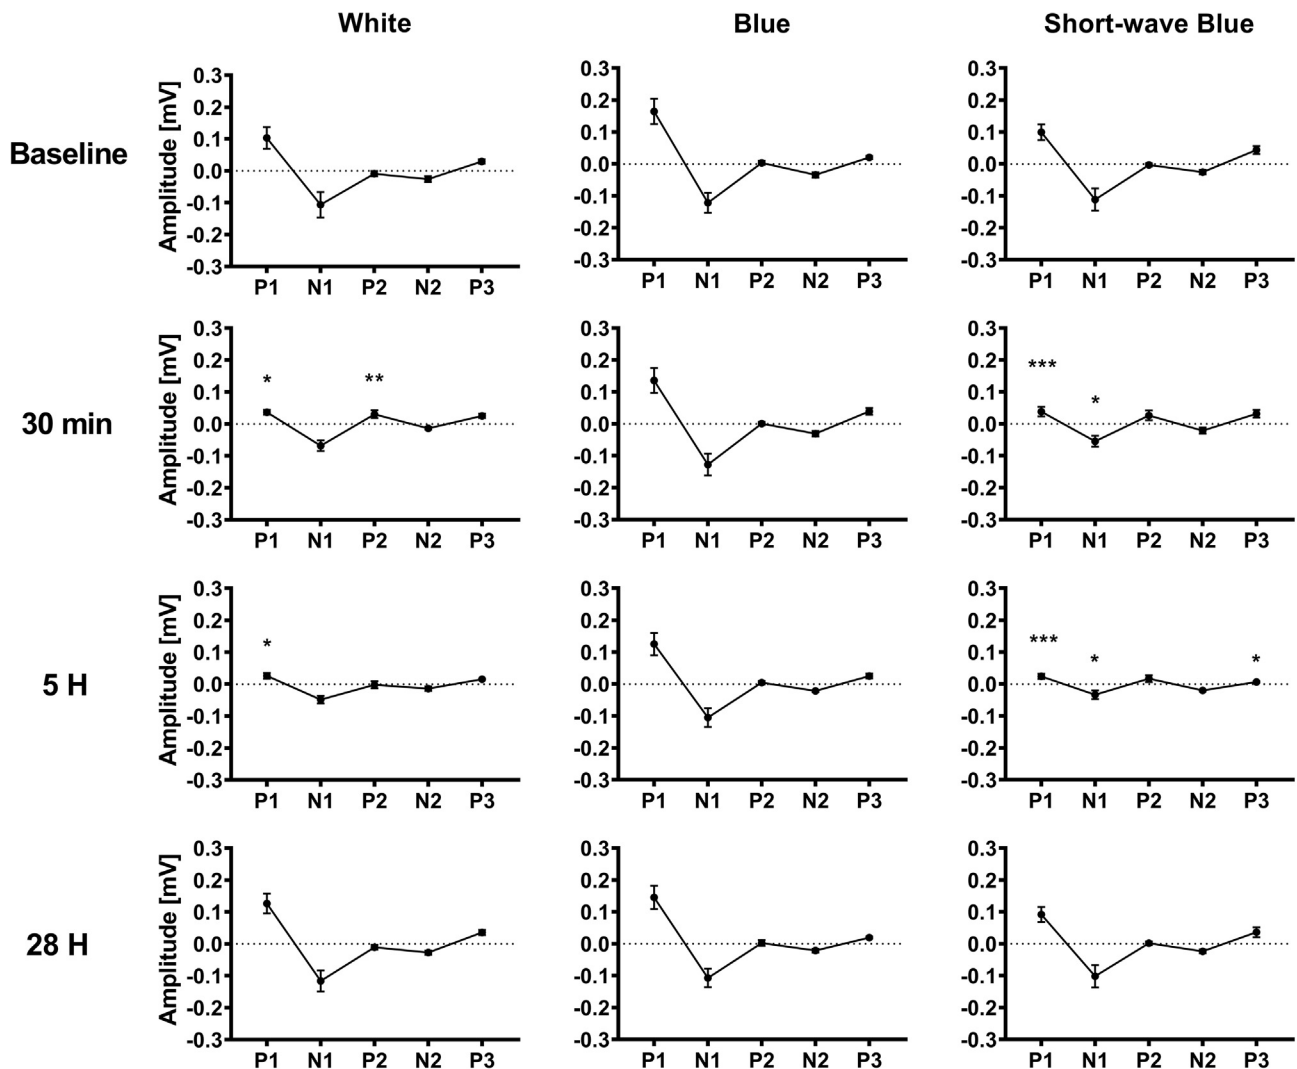 White Blue Short-wave Blue
Baseline
Amplitude [mV]
0.3 0.3 0.3
0.2 0.2 0.2
0.1 0.1 0.1
0.0 0.0 0.0
-0.1 -0.1 -0.1
-0.2 -0.2 -0.2
-0.3 -0.3 -0.3
P1 N1 P2 N2 P3 P1 N1 P2 N2 P3 P1 N1 P2 N2 P3
30 min
Amplitude [mV]
0.3 0.3 0.3
0.2 0.2 0.2
* ** ***
0.1 0.1 0.1 *
0.0 0.0 0.0
-0.1 -0.1 -0.1
-0.2 -0.2 -0.2
-0.3 -0.3 -0.3
P1 N1 P2 N2 P3 P1 N1 P2 N2 P3 P1 N1 P2 N2 P3
5 H
Amplitude [mV]
0.3 0.3 0.3
0.2 0.2 0.2
* ***
0.1 0.1 0.1 * *
0.0 0.0 0.0
-0.1 -0.1 -0.1
-0.2 -0.2 -0.2
-0.3 -0.3 -0.3
P1 N1 P2 N2 P3 P1 N1 P2 N2 P3 P1 N1 P2 N2 P3
28 H
Amplitude [mV]
0.3 0.3 0.3
0.2 0.2 0.2
0.1 0.1 0.1
0.0 0.0 0.0
-0.1 -0.1 -0.1
-0.2 -0.2 -0.2
-0.3 -0.3 -0.3
P1 N1 P2 N2 P3 P1 N1 P2 N2 P3 P1 N1 P2 N2 P3